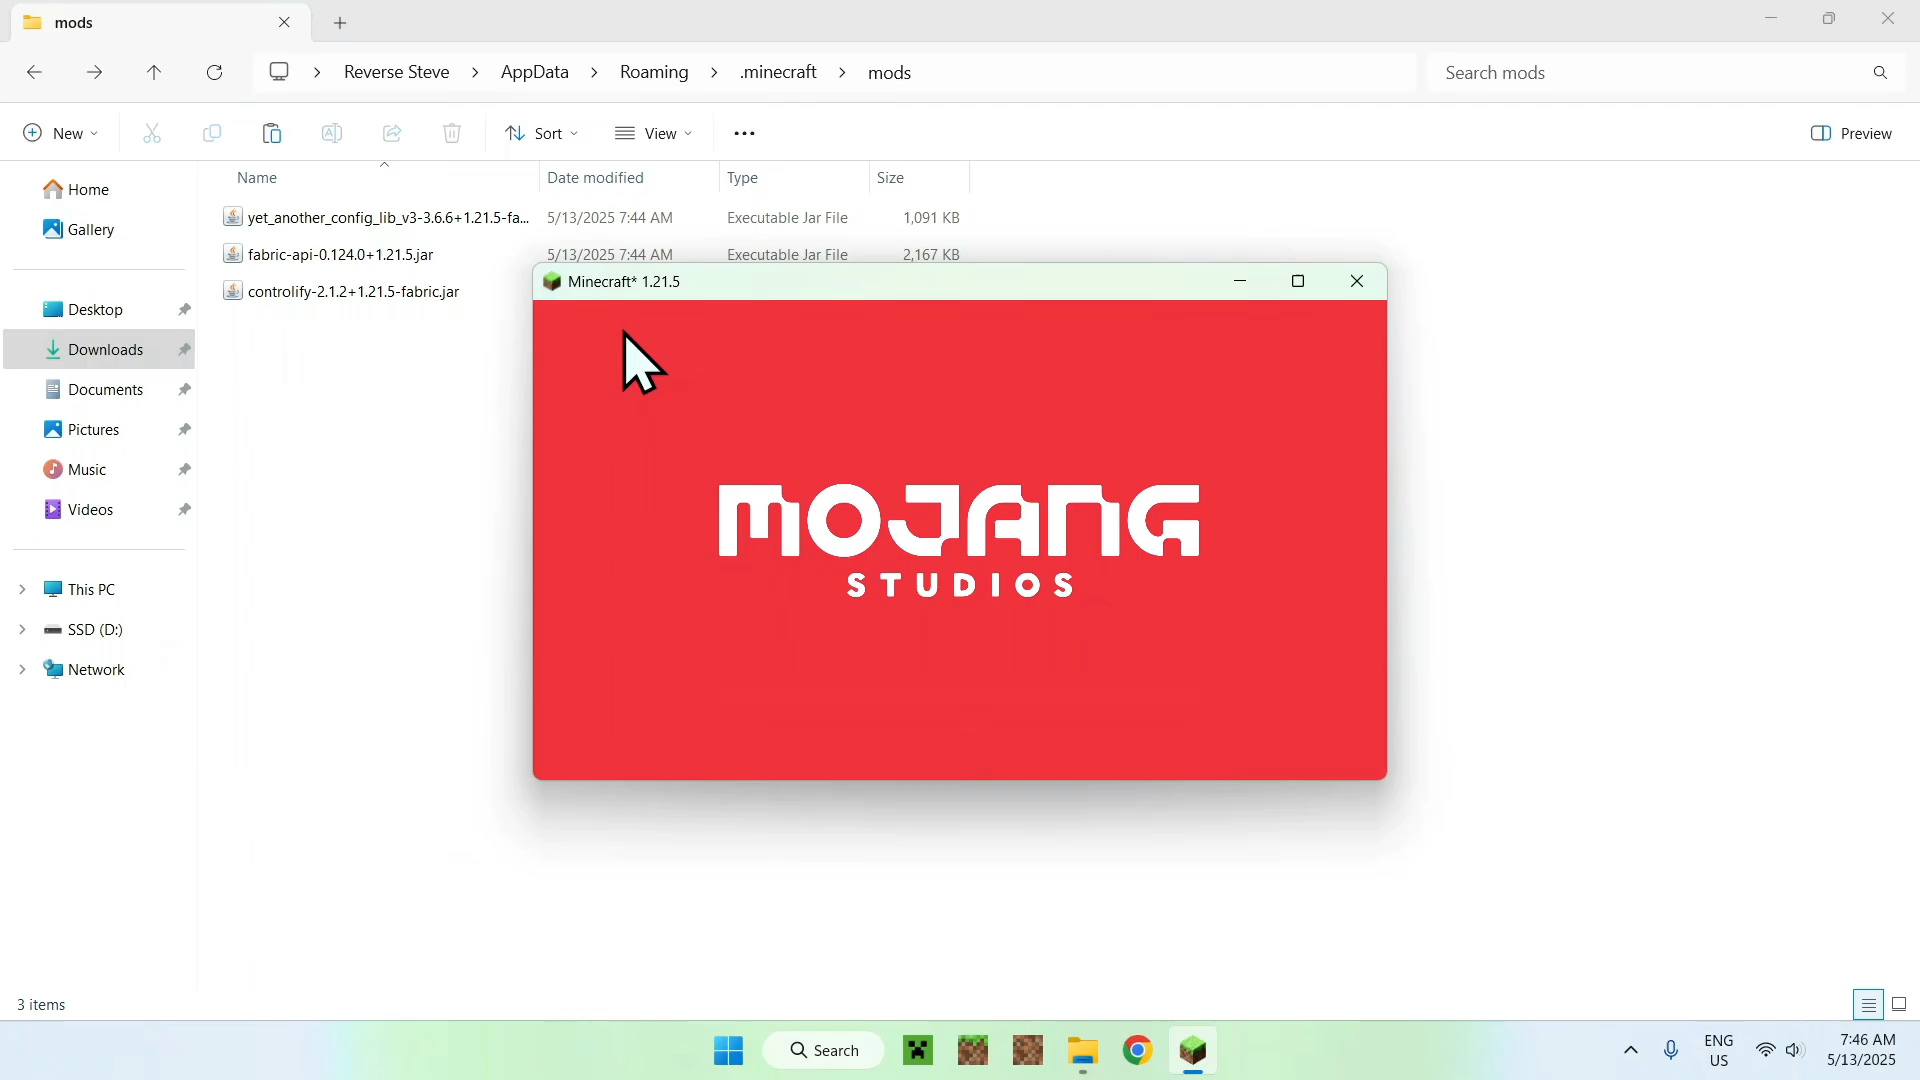 mods
Reverse Steve
AppData
Roaming
.minecraft
mods
Search mods
New
Sort
View
Preview
Name
Date modified
Type
Size
Home
Gallery
Desktop
Downloads
Documents
Pictures
Music
Videos
This PC
SSD (D:)
Network
yet_another_config_lib_v3-3.6.6+1.21.5-fa... 5/13/2025 7:44 AM Executable Jar File 1,091 KB
fabric-api-0.124.0+1.21.5.jar 5/13/2025 7:44 AM Executable Jar File 2,167 KB
controlify-2.1.2+1.21.5-fabric.jar
Minecraft* 1.21.5
MOJANG
STUDIOS
3 items
Search
ENG
US
7:46 AM
5/13/2025